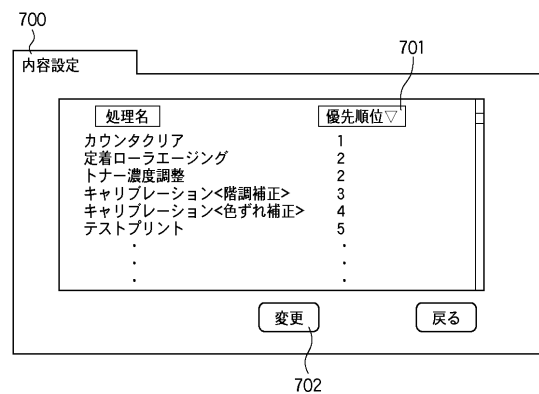 700
701
内容設定
処理名 優先順位▽
カウンタクリア 1
定着ローラエージング 2
トナー濃度調整 2
キャリブレーション<階調補正> 3
キャリブレーション<色ずれ補正> 4
テストプリント 5
変更 戻る
702